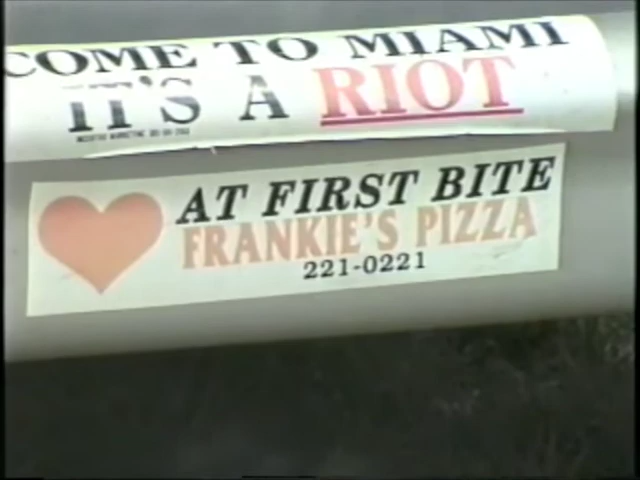 COME TO MIAMI
IT'S A RIOT
AT FIRST BITE
FRANKIE'S PIZZA
221-0221